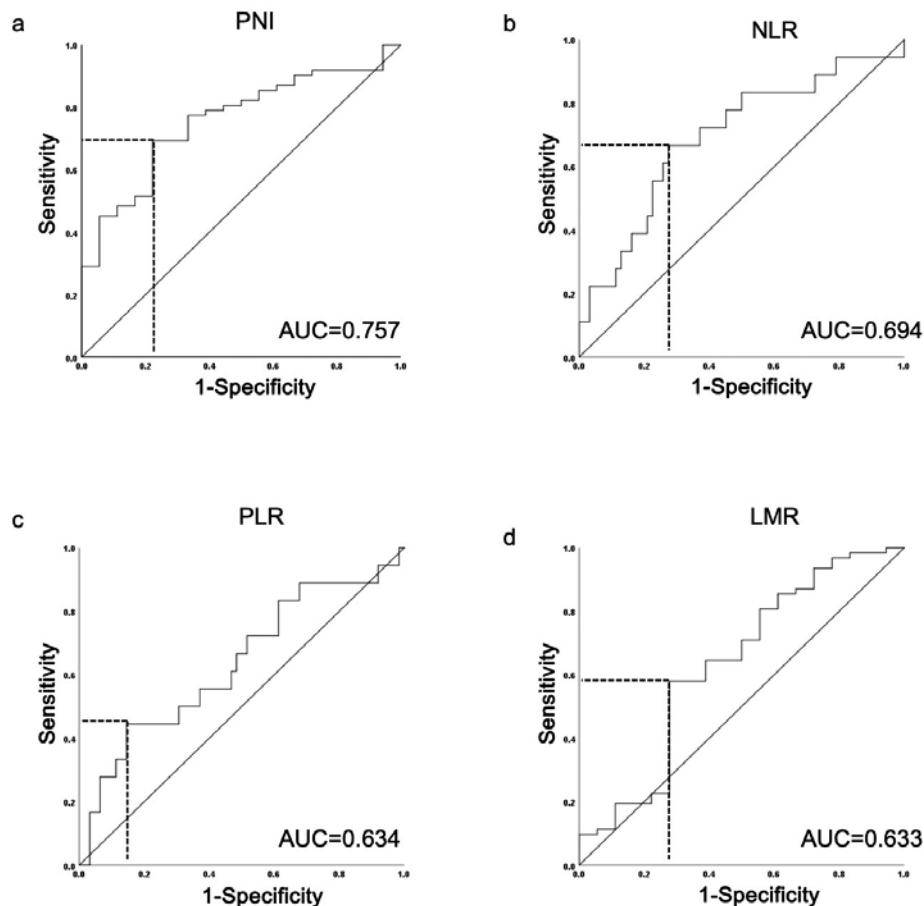 a
PNI
1.0
0.8
0.6
0.4
0.2
0.0
Sensitivity
AUC=0.757
0.0 0.2 0.4 0.6 0.8 1.0
1-Specificity
b
NLR
1.0
0.8
0.6
0.4
0.2
0.0
Sensitivity
AUC=0.694
0.0 0.2 0.4 0.6 0.8 1.0
1-Specificity
c
PLR
1.0
0.8
0.6
0.4
0.2
0.0
Sensitivity
AUC=0.634
0.0 0.2 0.4 0.6 0.8 1.0
1-Specificity
d
LMR
1.0
0.8
0.6
0.4
0.2
0.0
Sensitivity
AUC=0.633
0.0 0.2 0.4 0.6 0.8 1.0
1-Specificity